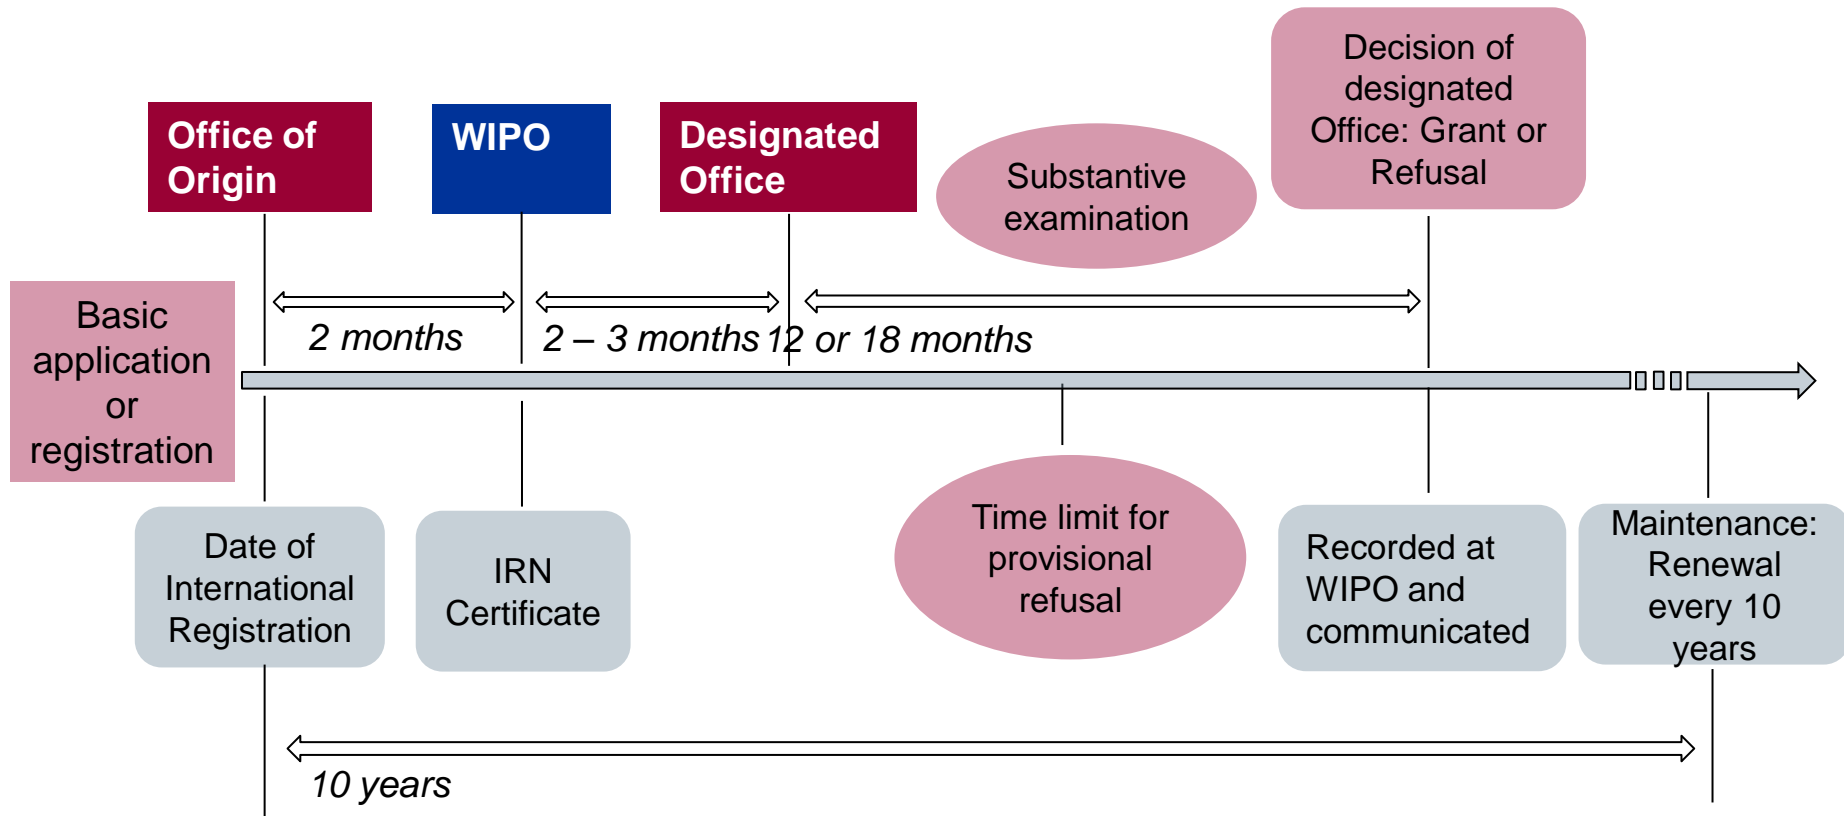 Office of
Origin
WIPO
Designated
Office
Substantive
examination
Decision of
designated
Office: Grant or
Refusal
Basic
application
or
registration
2 months
2 – 3 months
12 or 18 months
Date of
International
Registration
IRN
Certificate
Time limit for
provisional
refusal
Recorded at
WIPO and
communicated
Maintenance:
Renewal
every 10
years
10 years